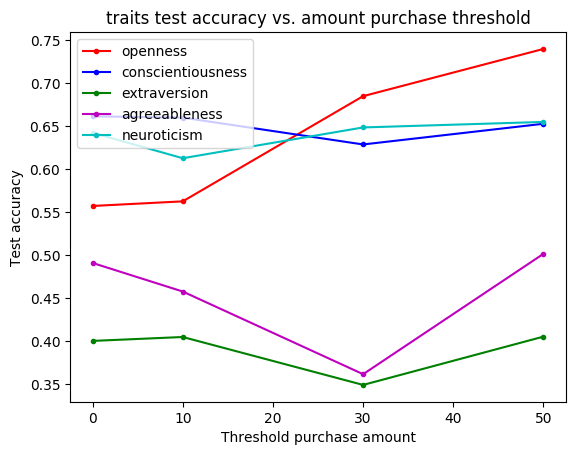 traits test accuracy vs. amount purchase threshold
openness
conscientiousness
extraversion
agreeableness
neuroticism
Test accuracy
0.75
0.70
0.65
0.60
0.55
0.50
0.45
0.40
0.35
0 10 20 30 40 50
Threshold purchase amount